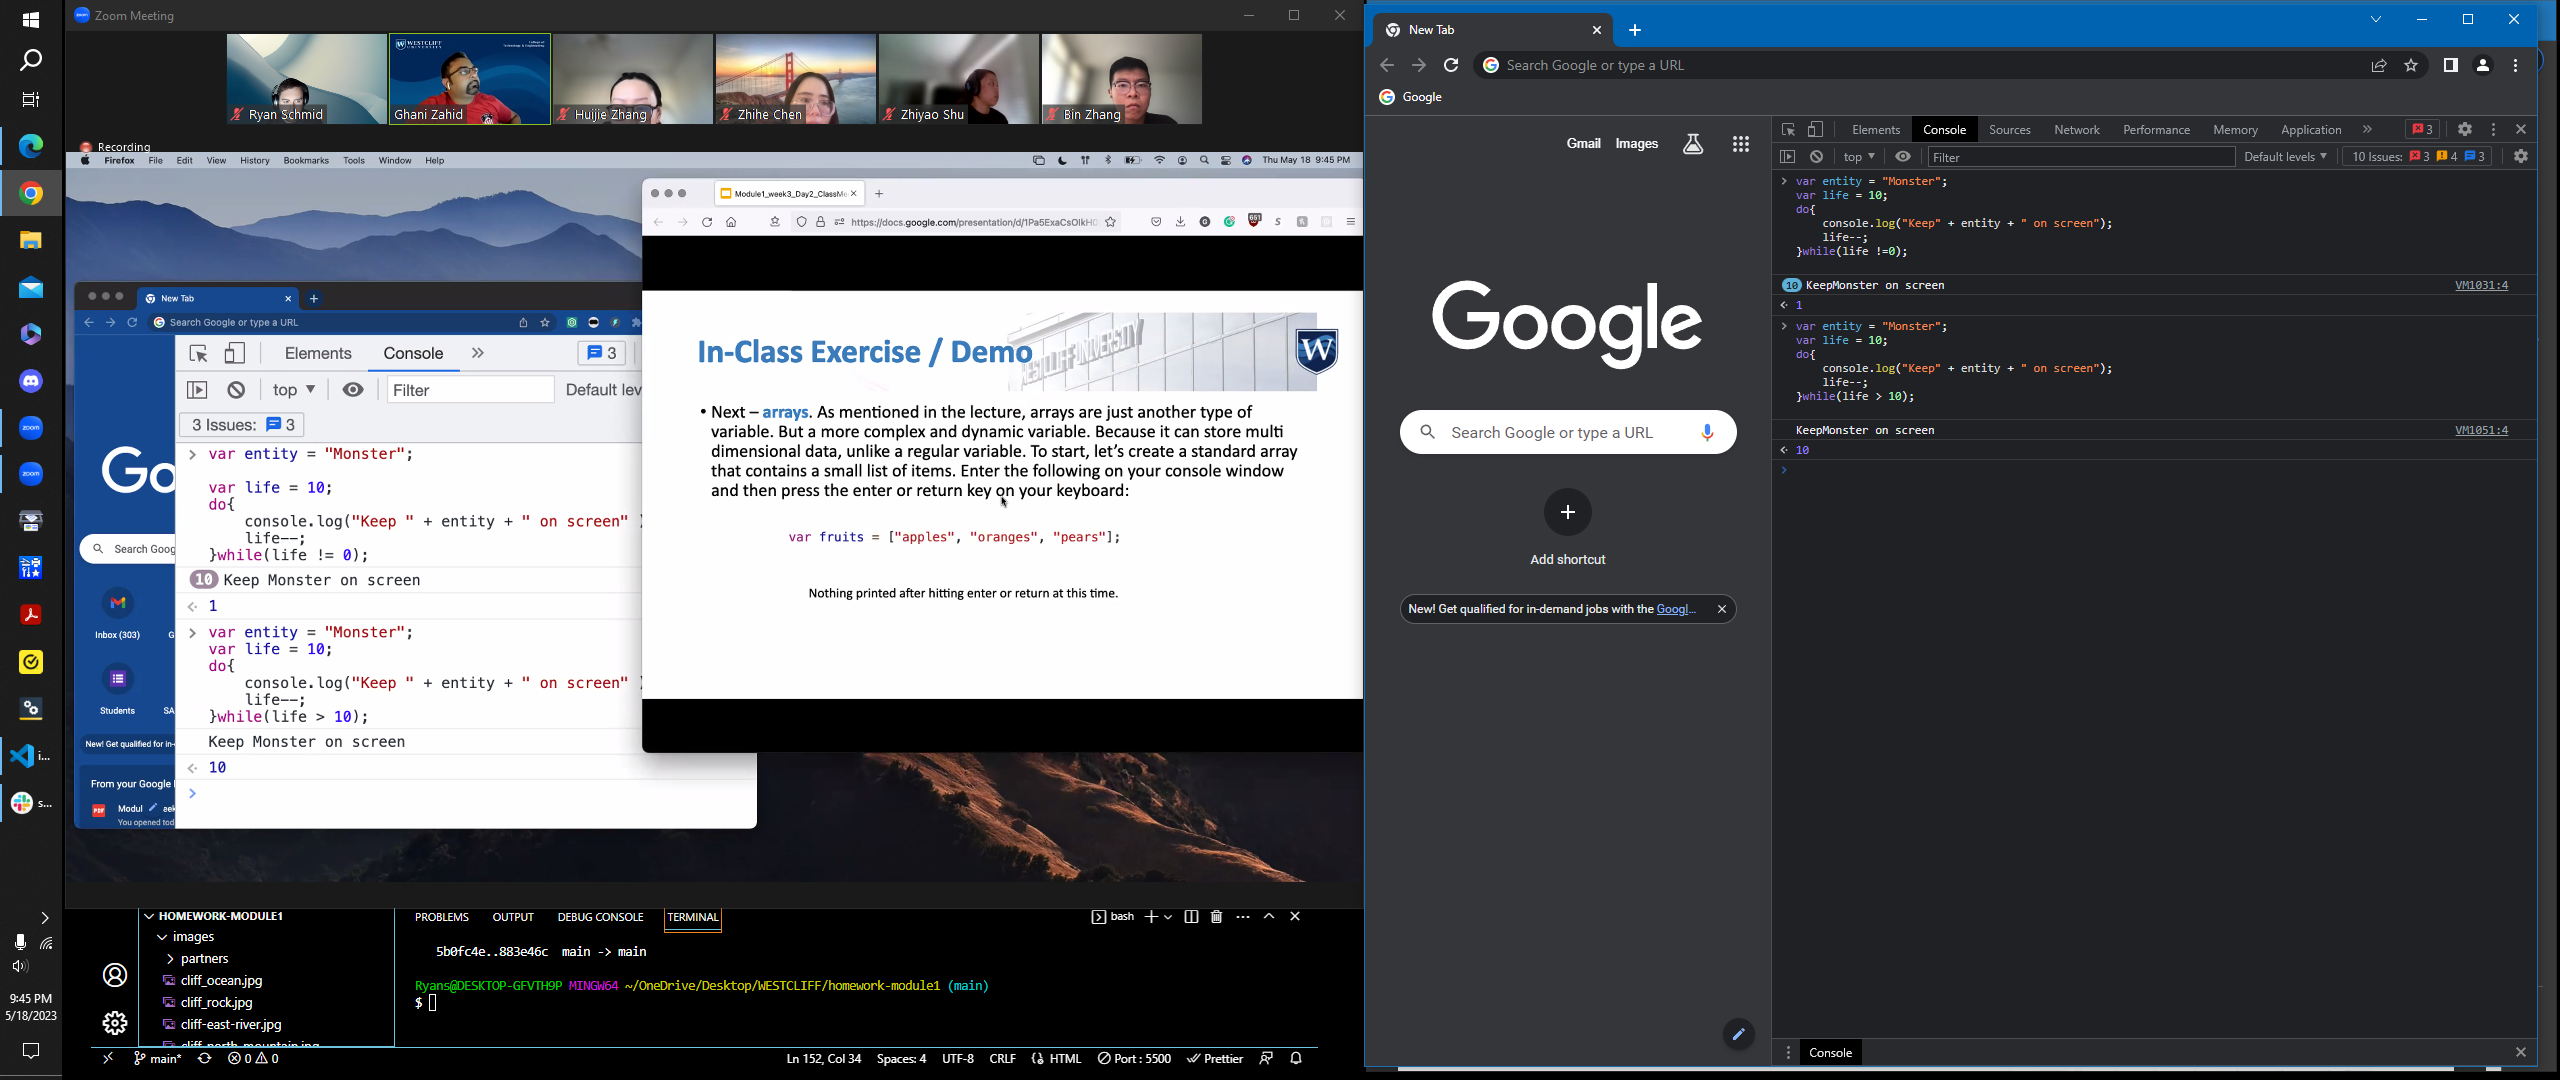 Zoom Meeting
WESTCLIFF UNIVERSITY
Ryan Schmid
Ghani Zahid
Huijie Zhang
Zhihe Chen
Zhiyao Shu
Bin Zhang
Recording
Firefox File Edit View History Bookmarks Tools Window Help
Thu May 18 9:45 PM
Module1_week3_Day2_ClassMe
https://docs.google.com/presentation/d/1Pa5ExaCsOIkH0
651
New Tab
Search Google or type a URL
Elements Console 3
top Filter Default lev
3 Issues: 3
var entity = "Monster";
var life = 10;
do{
console.log("Keep " + entity + " on screen" )
life--;
}while(life != 0);
10 Keep Monster on screen
1
var entity = "Monster";
var life = 10;
do{
console.log("Keep " + entity + " on screen" )
life--;
}while(life > 10);
Keep Monster on screen
10
Go
Search Goog
Inbox (303) G
Students SA
New! Get qualified for in-
From your Google
PDF Modul eek
You opened tod
In-Class Exercise / Demo
W
• Next – arrays. As mentioned in the lecture, arrays are just another type of
variable. But a more complex and dynamic variable. Because it can store multi
dimensional data, unlike a regular variable. To start, let's create a standard array
that contains a small list of items. Enter the following on your console window
and then press the enter or return key on your keyboard:
var fruits = ["apples", "oranges", "pears"];
Nothing printed after hitting enter or return at this time.
zoom
zoom
i...
s...
9:45 PM
5/18/2023
HOMEWORK-MODULE1
images
partners
cliff_ocean.jpg
cliff_rock.jpg
cliff-east-river.jpg
cliff_north_mountain.jpg
PROBLEMS OUTPUT DEBUG CONSOLE TERMINAL
bash
5b0fc4e..883e46c main -> main
Ryans@DESKTOP-GFVTH9P MINGW64 ~/OneDrive/Desktop/WESTCLIFF/homework-module1 (main)
$
main* 0 0
Ln 152, Col 34 Spaces: 4 UTF-8 CRLF HTML Port : 5500 Prettier
New Tab
Search Google or type a URL
Google
Gmail Images
Google
Search Google or type a URL
Add shortcut
New! Get qualified for in-demand jobs with the Googl...
Elements Console Sources Network Performance Memory Application 3
top Filter Default levels 10 Issues: 3 4 3
var entity = "Monster";
var life = 10;
do{
console.log("Keep" + entity + " on screen");
life--;
}while(life !=0);
10 KeepMonster on screen VM1031:4
1
var entity = "Monster";
var life = 10;
do{
console.log("Keep" + entity + " on screen");
life--;
}while(life > 10);
KeepMonster on screen VM1051:4
10
Console